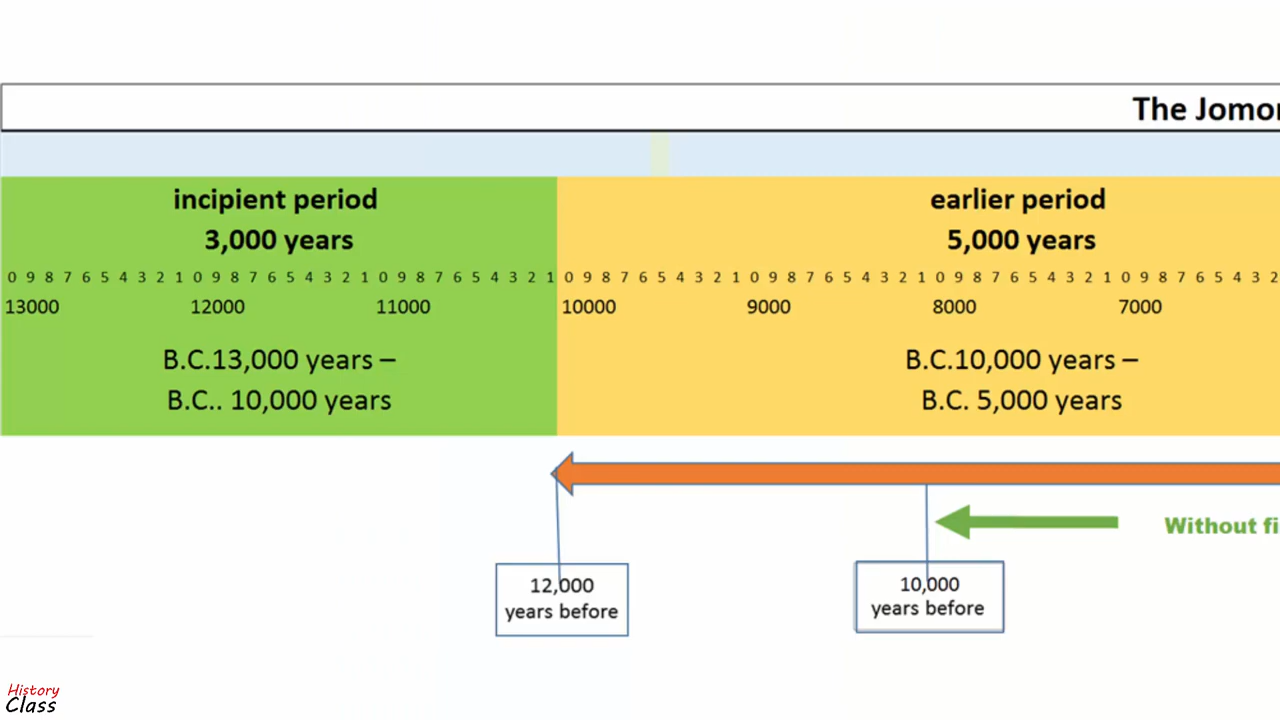 The Jomon
incipient period
3,000 years
earlier period
5,000 years
0 9 8 7 6 5 4 3 2 1 0 9 8 7 6 5 4 3 2 1 0 9 8 7 6 5 4 3 2 1 0 9 8 7 6 5 4 3 2 1 0 9 8 7 6 5 4 3 2 1 0 9 8 7 6 5 4 3 2 1 0 9 8 7 6 5 4 3 2
13000 12000 11000 10000 9000 8000 7000
B.C.13,000 years –
B.C.. 10,000 years
B.C.10,000 years –
B.C. 5,000 years
Without fi
12,000
years before
10,000
years before
History
Class